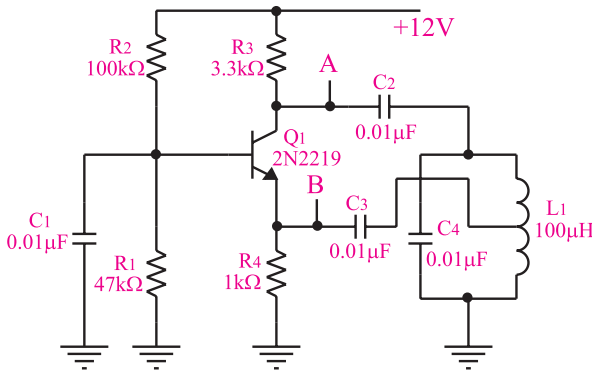 +12V
R2
100kΩ
R3
3.3kΩ
A
C2
0.01µF
Q1
2N2219
B
C3
0.01µF
C1
0.01µF
C4
0.01µF
L1
100µH
R1
47kΩ
R4
1kΩ